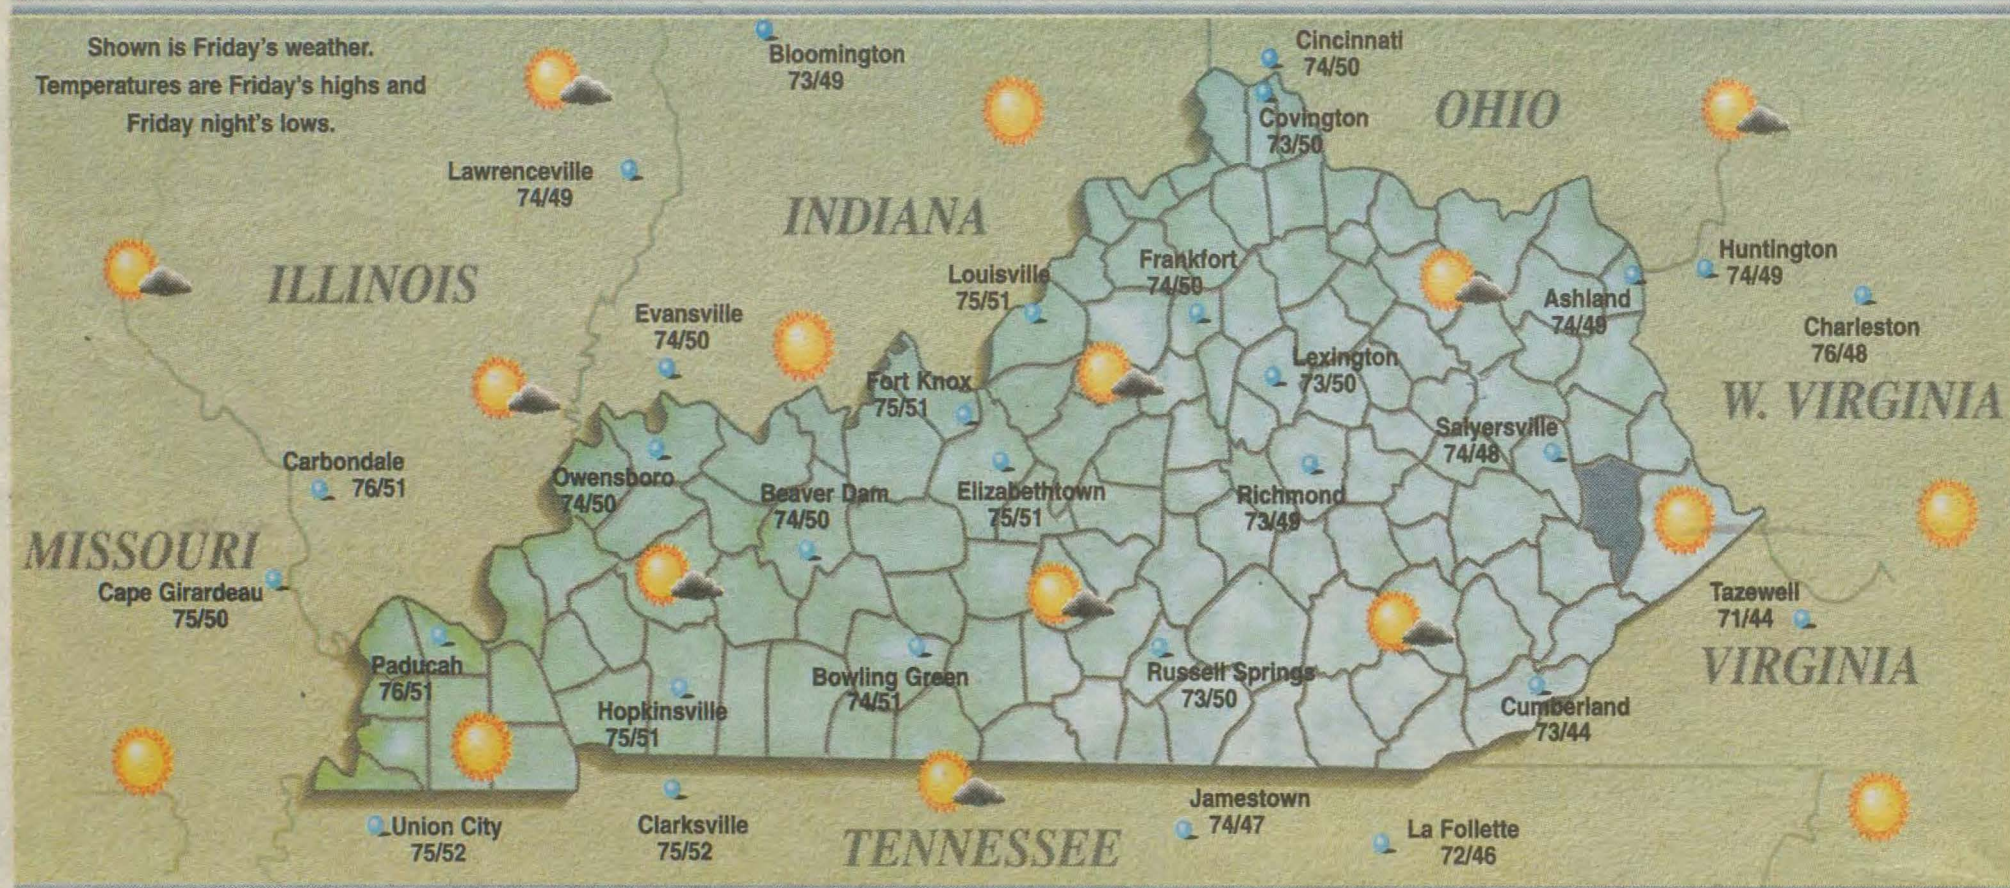 Shown is Friday's weather.
Temperatures are Friday's highs and
Friday night's lows.
Bloomington
73/49
Cincinnati
74/50
Covington
73/50
OHIO
Lawrenceville
74/49
INDIANA
ILLINOIS
Louisville
75/51
Frankfort
74/50
Huntington
74/49
Ashland
74/49
Charleston
76/48
Evansville
74/50
Lexington
73/50
Fort Knox
75/51
W. VIRGINIA
Salyersville
74/48
Carbondale
76/51
Owensboro
74/50
Beaver Dam
74/50
Elizabethtown
75/51
Richmond
73/49
MISSOURI
Cape Girardeau
75/50
Tazewell
71/44
VIRGINIA
Paducah
76/51
Bowling Green
74/51
Russell Springs
73/50
Hopkinsville
75/51
Cumberland
73/44
Union City
75/52
Clarksville
75/52
TENNESSEE
Jamestown
74/47
La Follette
72/46